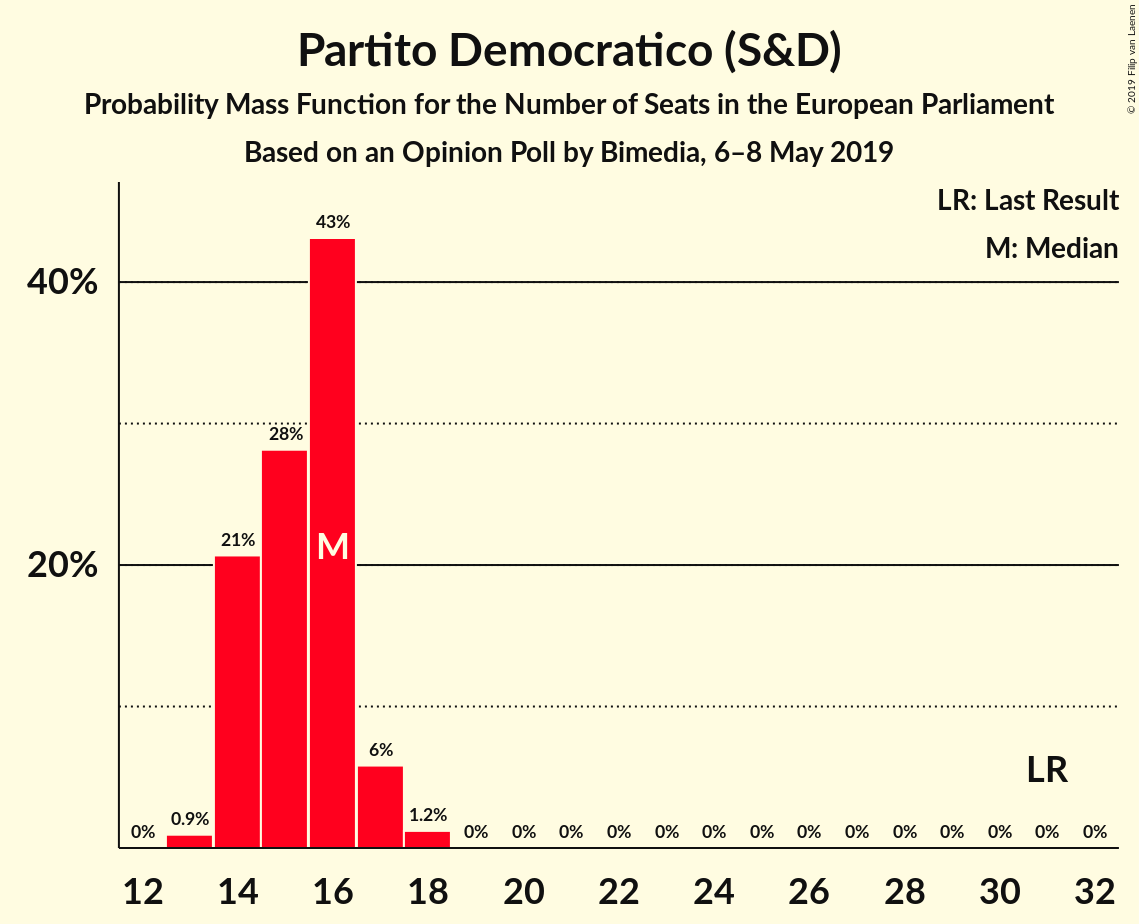 Partito Democratico (S&D)
Probability Mass Function for the Number of Seats in the European Parliament
Based on an Opinion Poll by Bimedia, 6–8 May 2019
© 2019 Filip van Laenen
LR: Last Result
M: Median
43%
40%
28%
21%
M
20%
6%
LR
0% 0.9% 1.2% 0% 0% 0% 0% 0% 0% 0% 0% 0% 0% 0% 0% 0% 0%
12 14 16 18 20 22 24 26 28 30 32